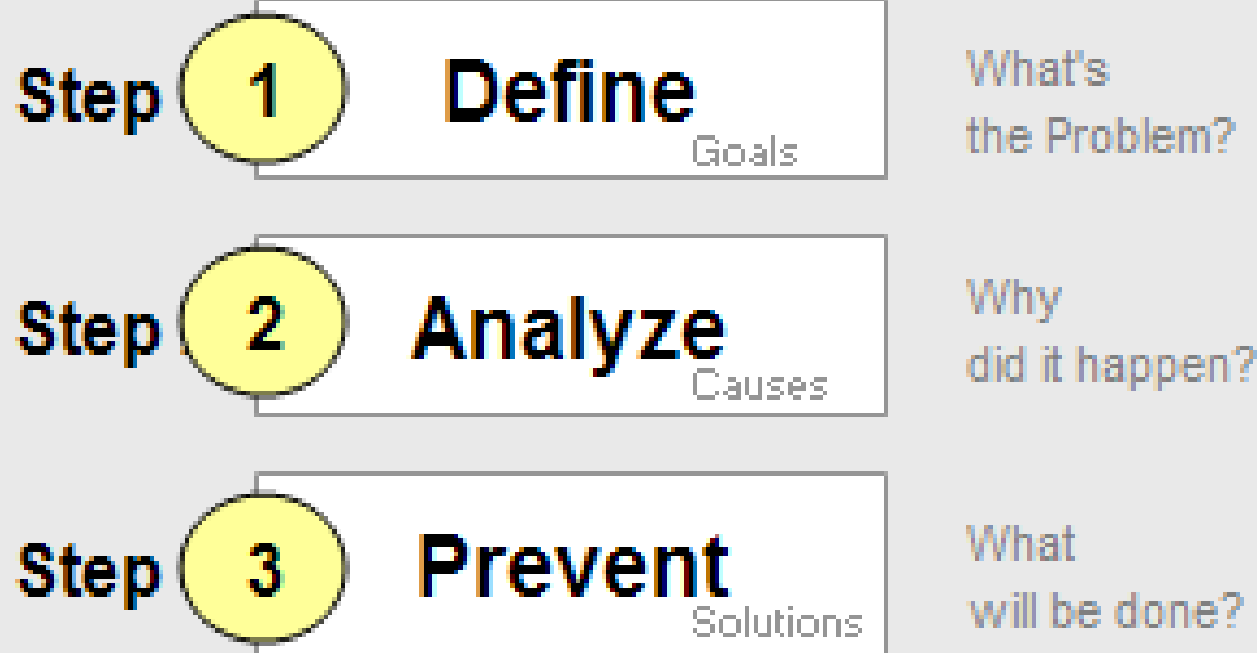 Step 1 Define
Goals
What's
the Problem?
Step 2 Analyze
Causes
Why
did it happen?
Step 3 Prevent
Solutions
What
will be done?